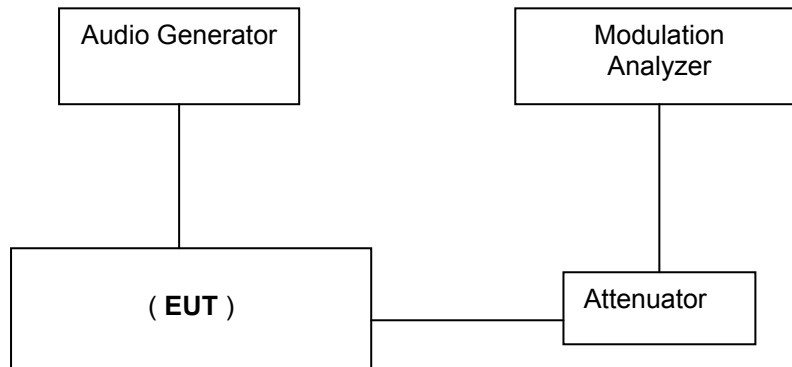 Audio Generator
Modulation
Analyzer
( EUT )
Attenuator